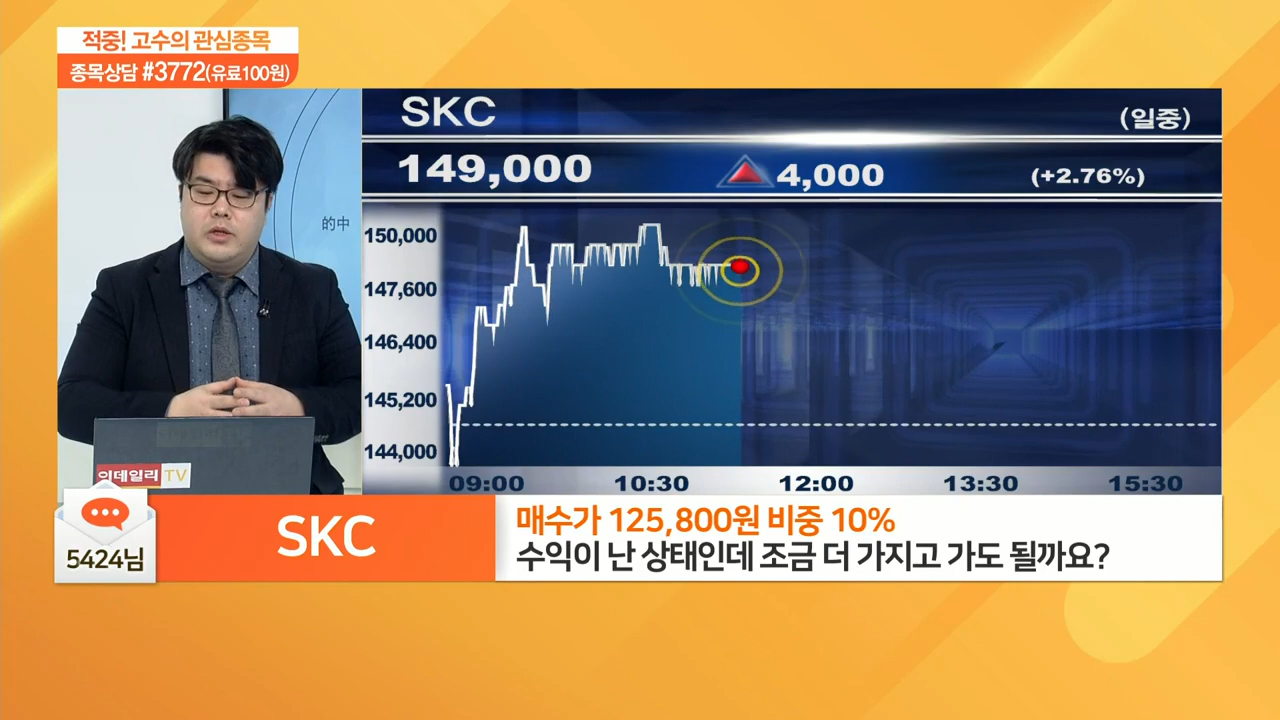 적중! 고수의 관심종목
종목상담 #3772(유료100원)
的中
이데일리 TV
SKC
(일중)
149,000 4,000 (+2.76%)
150,000
147,600
146,400
145,200
144,000
09:00 10:30 12:00 13:30 15:30
5424님
SKC
매수가 125,800원 비중 10%
수익이 난 상태인데 조금 더 가지고 가도 될까요?